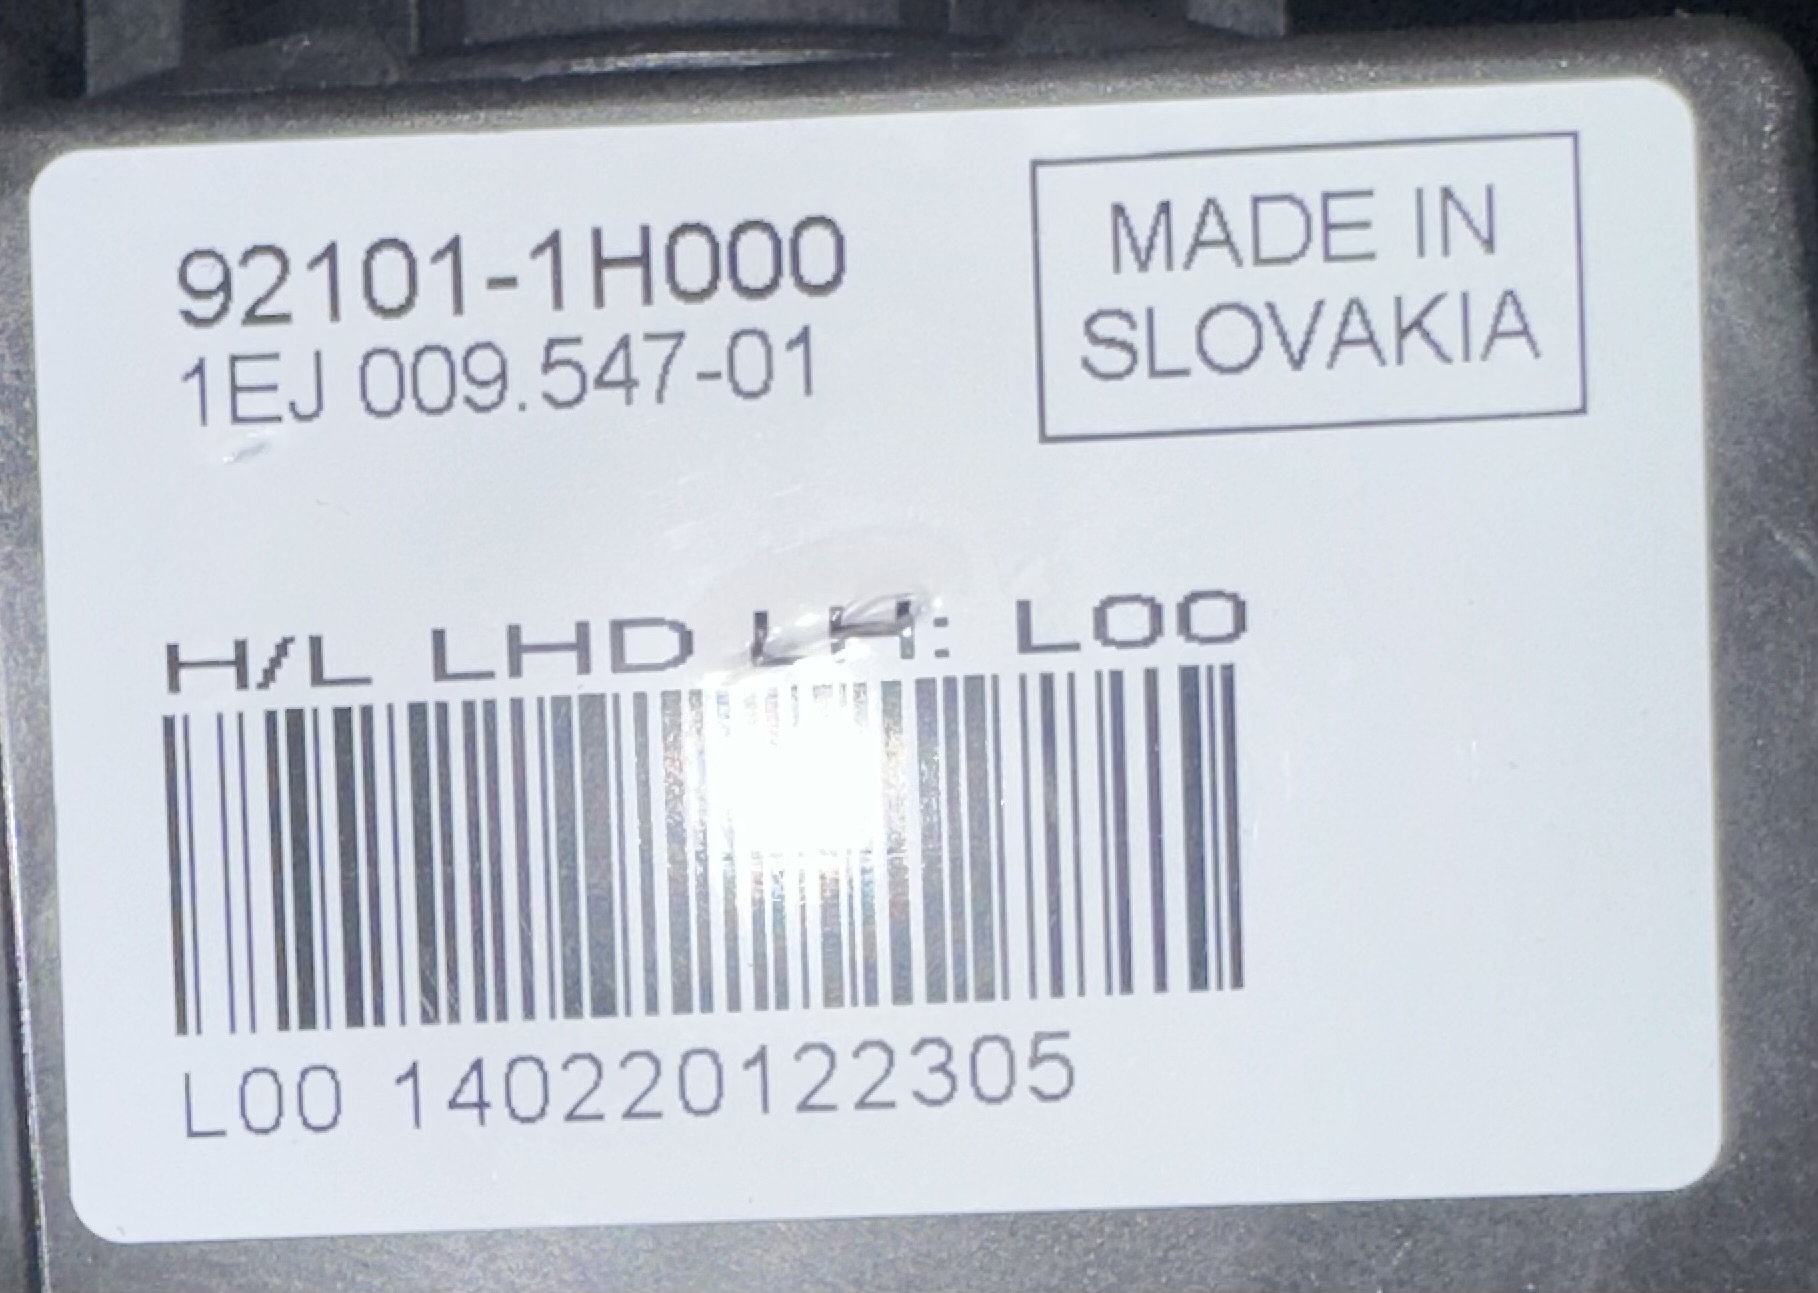 92101-1H000
1EJ 009.547-01
MADE IN
SLOVAKIA
H/L LHD LH: L00
L00 140220122305